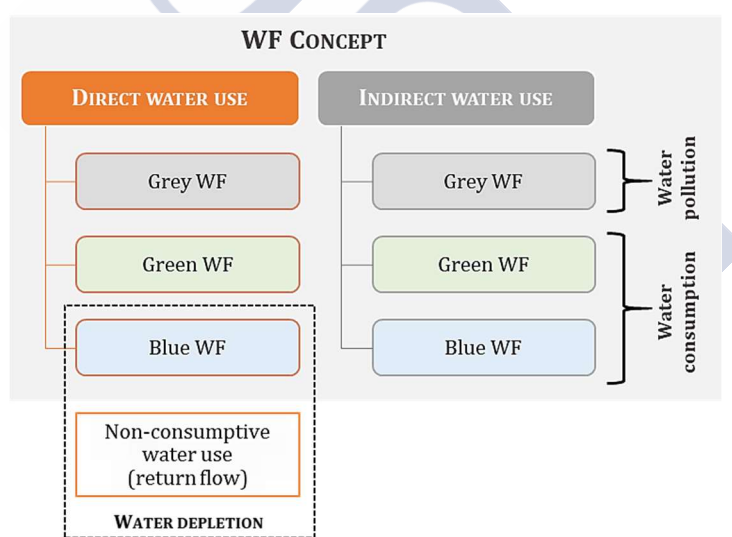 WF CONCEPT
DIRECT WATER USE
INDIRECT WATER USE
Grey WF
Grey WF
Water
pollution
Green WF
Green WF
Water
consumption
Blue WF
Blue WF
Non-consumptive
water use
(return flow)
WATER DEPLETION